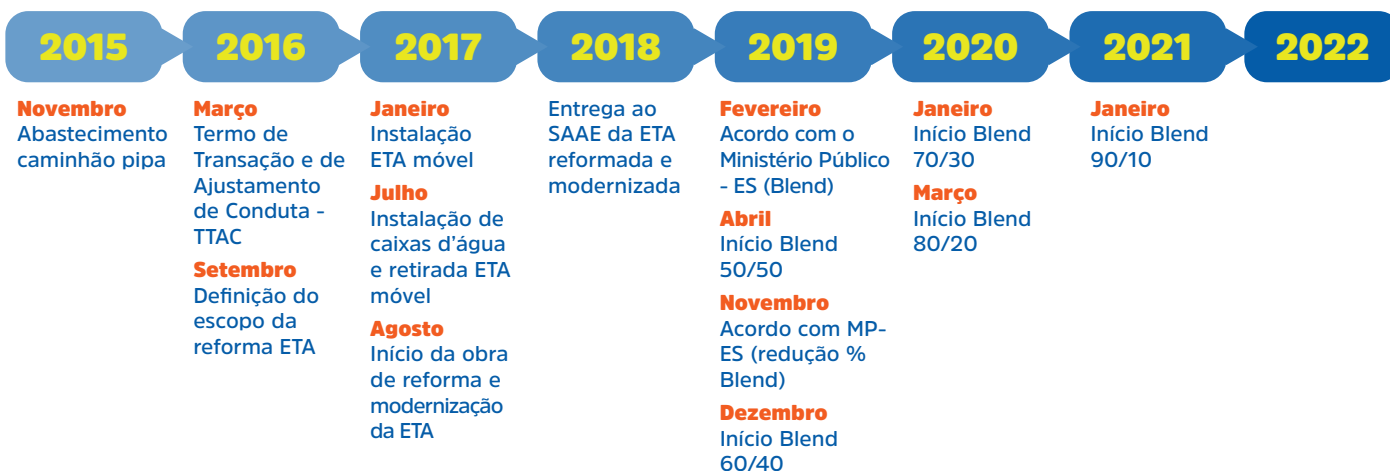 2015
Novembro
Abastecimento
caminhão pipa
2016
Março
Termo de
Transação e de
Ajustamento
de Conduta -
TTAC
Setembro
Definição do
escopo da
reforma ETA
2017
Janeiro
Instalação
ETA móvel
Julho
Instalação de
caixas d’água
e retirada ETA
móvel
Agosto
Início da obra
de reforma e
modernização
da ETA
2018
Entrega ao
SAAE da ETA
reformada e
modernizada
2019
Fevereiro
Acordo com o
Ministério Público
- ES (Blend)
Abril
Início Blend
50/50
Novembro
Acordo com MP-
ES (redução %
Blend)
Dezembro
Início Blend
60/40
2020
Janeiro
Início Blend
70/30
Março
Início Blend
80/20
2021
Janeiro
Início Blend
90/10
2022